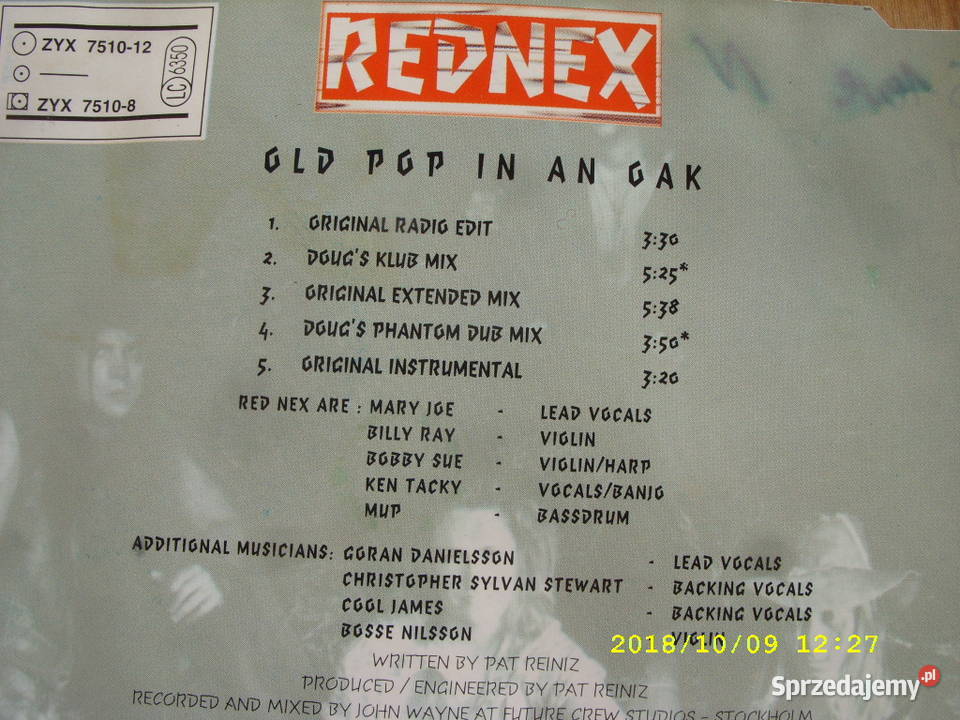 ZYX 7510-12
ZYX 7510-8
LC 6350
REDNEX
OLD POP IN AN OAK
1. ORIGINAL RADIO EDIT 3:30
2. DOUG'S KLUB MIX 5:25*
3. ORIGINAL EXTENDED MIX 5:38
4. DOUG'S PHANTOM DUB MIX 3:50*
5. ORIGINAL INSTRUMENTAL 3:20
RED NEX ARE : MARY JOE - LEAD VOCALS
BILLY RAY - VIOLIN
BOBBY SUE - VIOLIN/HARP
KEN TACKY - VOCALS/BANJO
MUP - BASSDRUM
ADDITIONAL MUSICIANS: GORAN DANIELSSON - LEAD VOCALS
CHRISTOPHER SYLVAN STEWART - BACKING VOCALS
COOL JAMES - BACKING VOCALS
BOSSE NILSSON - VIOLIN
2018/10/09 12:27
WRITTEN BY PAT REINIZ
PRODUCED / ENGINEERED BY PAT REINIZ
RECORDED AND MIXED BY JOHN WAYNE AT FUTURE CREW STUDIOS - STOCKHOLM
Sprzedajemy.pl